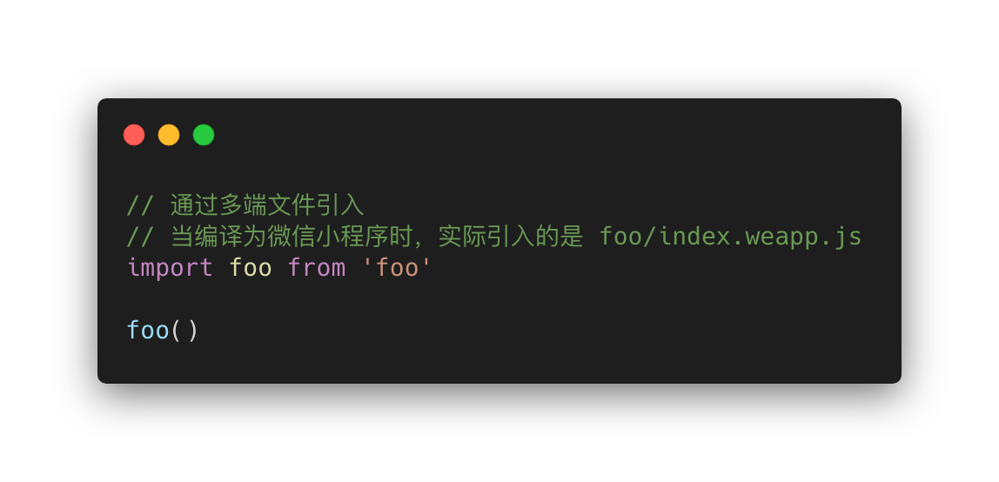 // 通过多端文件引入
// 当编译为微信小程序时，实际引入的是 foo/index.weapp.js
import foo from 'foo'
foo()